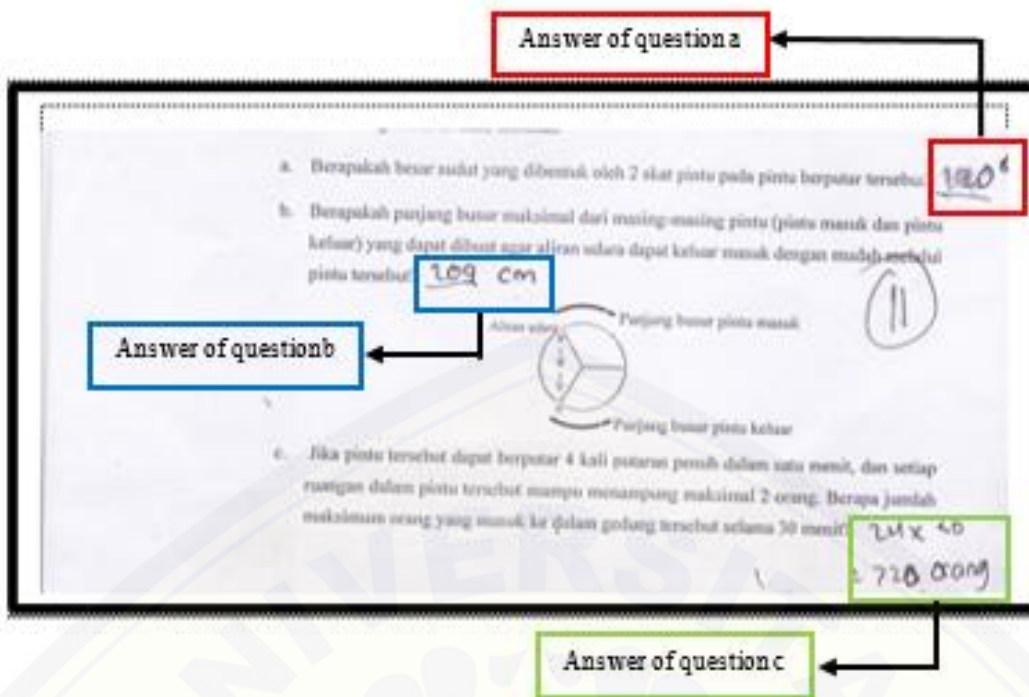 Answer of question a
a. Berapakah besar sudut yang dibentuk oleh 2 skat pintu pada pintu berputar tersebut 120°
b. Berapakah panjang busur maksimal dari masing-masing pintu (pintu masuk dan pintu
keluar) yang dapat dibuat agar aliran udara dapat keluar masuk dengan mudah melalui
pintu tersebut 209 cm
11
Aliran udara
Panjang busur pintu masuk
Answer of question b
Panjang busur pintu keluar
c. Jika pintu tersebut dapat berputar 4 kali putaran penuh dalam satu menit, dan setiap
ruangan dalam pintu tersebut mampu menampung maksimal 2 orang. Berapa jumlah
maksimum orang yang masuk ke dalam gedung tersebut selama 30 menit?
24 x
= 720 orang
Answer of question c